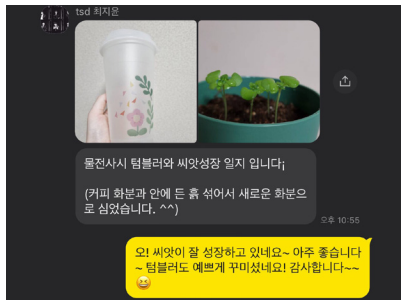 tsd 최지윤
물전사시 텀블러와 씨앗성장 일지 입니다¡
(커피 화분과 안에 든 흙 섞어서 새로운 화분으
로 심었습니다. ^^)
오후 10:55
오! 씨앗이 잘 성장하고 있네요~ 아주 좋습니다
~ 텀블러도 예쁘게 꾸미셨네요! 감사합니다~~
😆